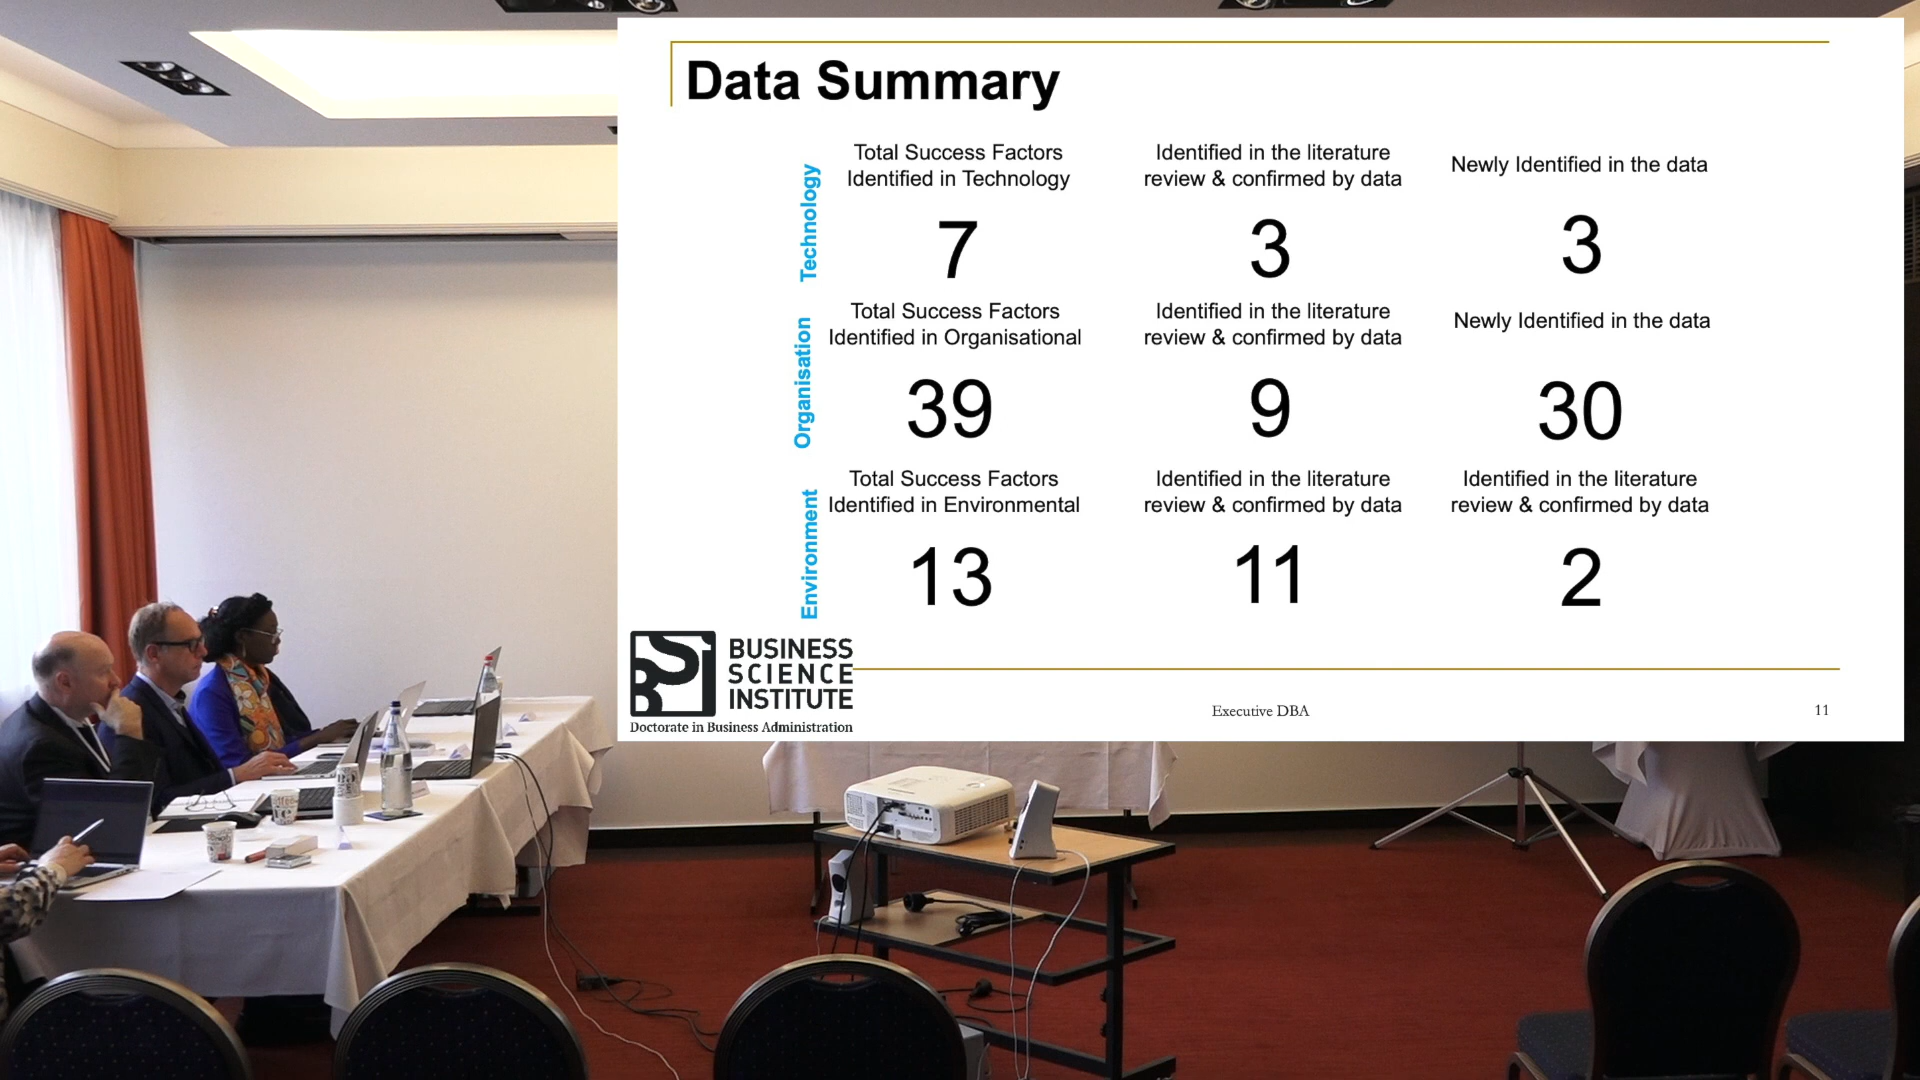 Data Summary
Technology
Total Success Factors
Identified in Technology
7
Identified in the literature
review & confirmed by data
3
Newly Identified in the data
3
Organisation
Total Success Factors
Identified in Organisational
39
Identified in the literature
review & confirmed by data
9
Newly Identified in the data
30
Environment
Total Success Factors
Identified in Environmental
13
Identified in the literature
review & confirmed by data
11
Identified in the literature
review & confirmed by data
2
BUSINESS
SCIENCE
INSTITUTE
Doctorate in Business Administration
Executive DBA
11